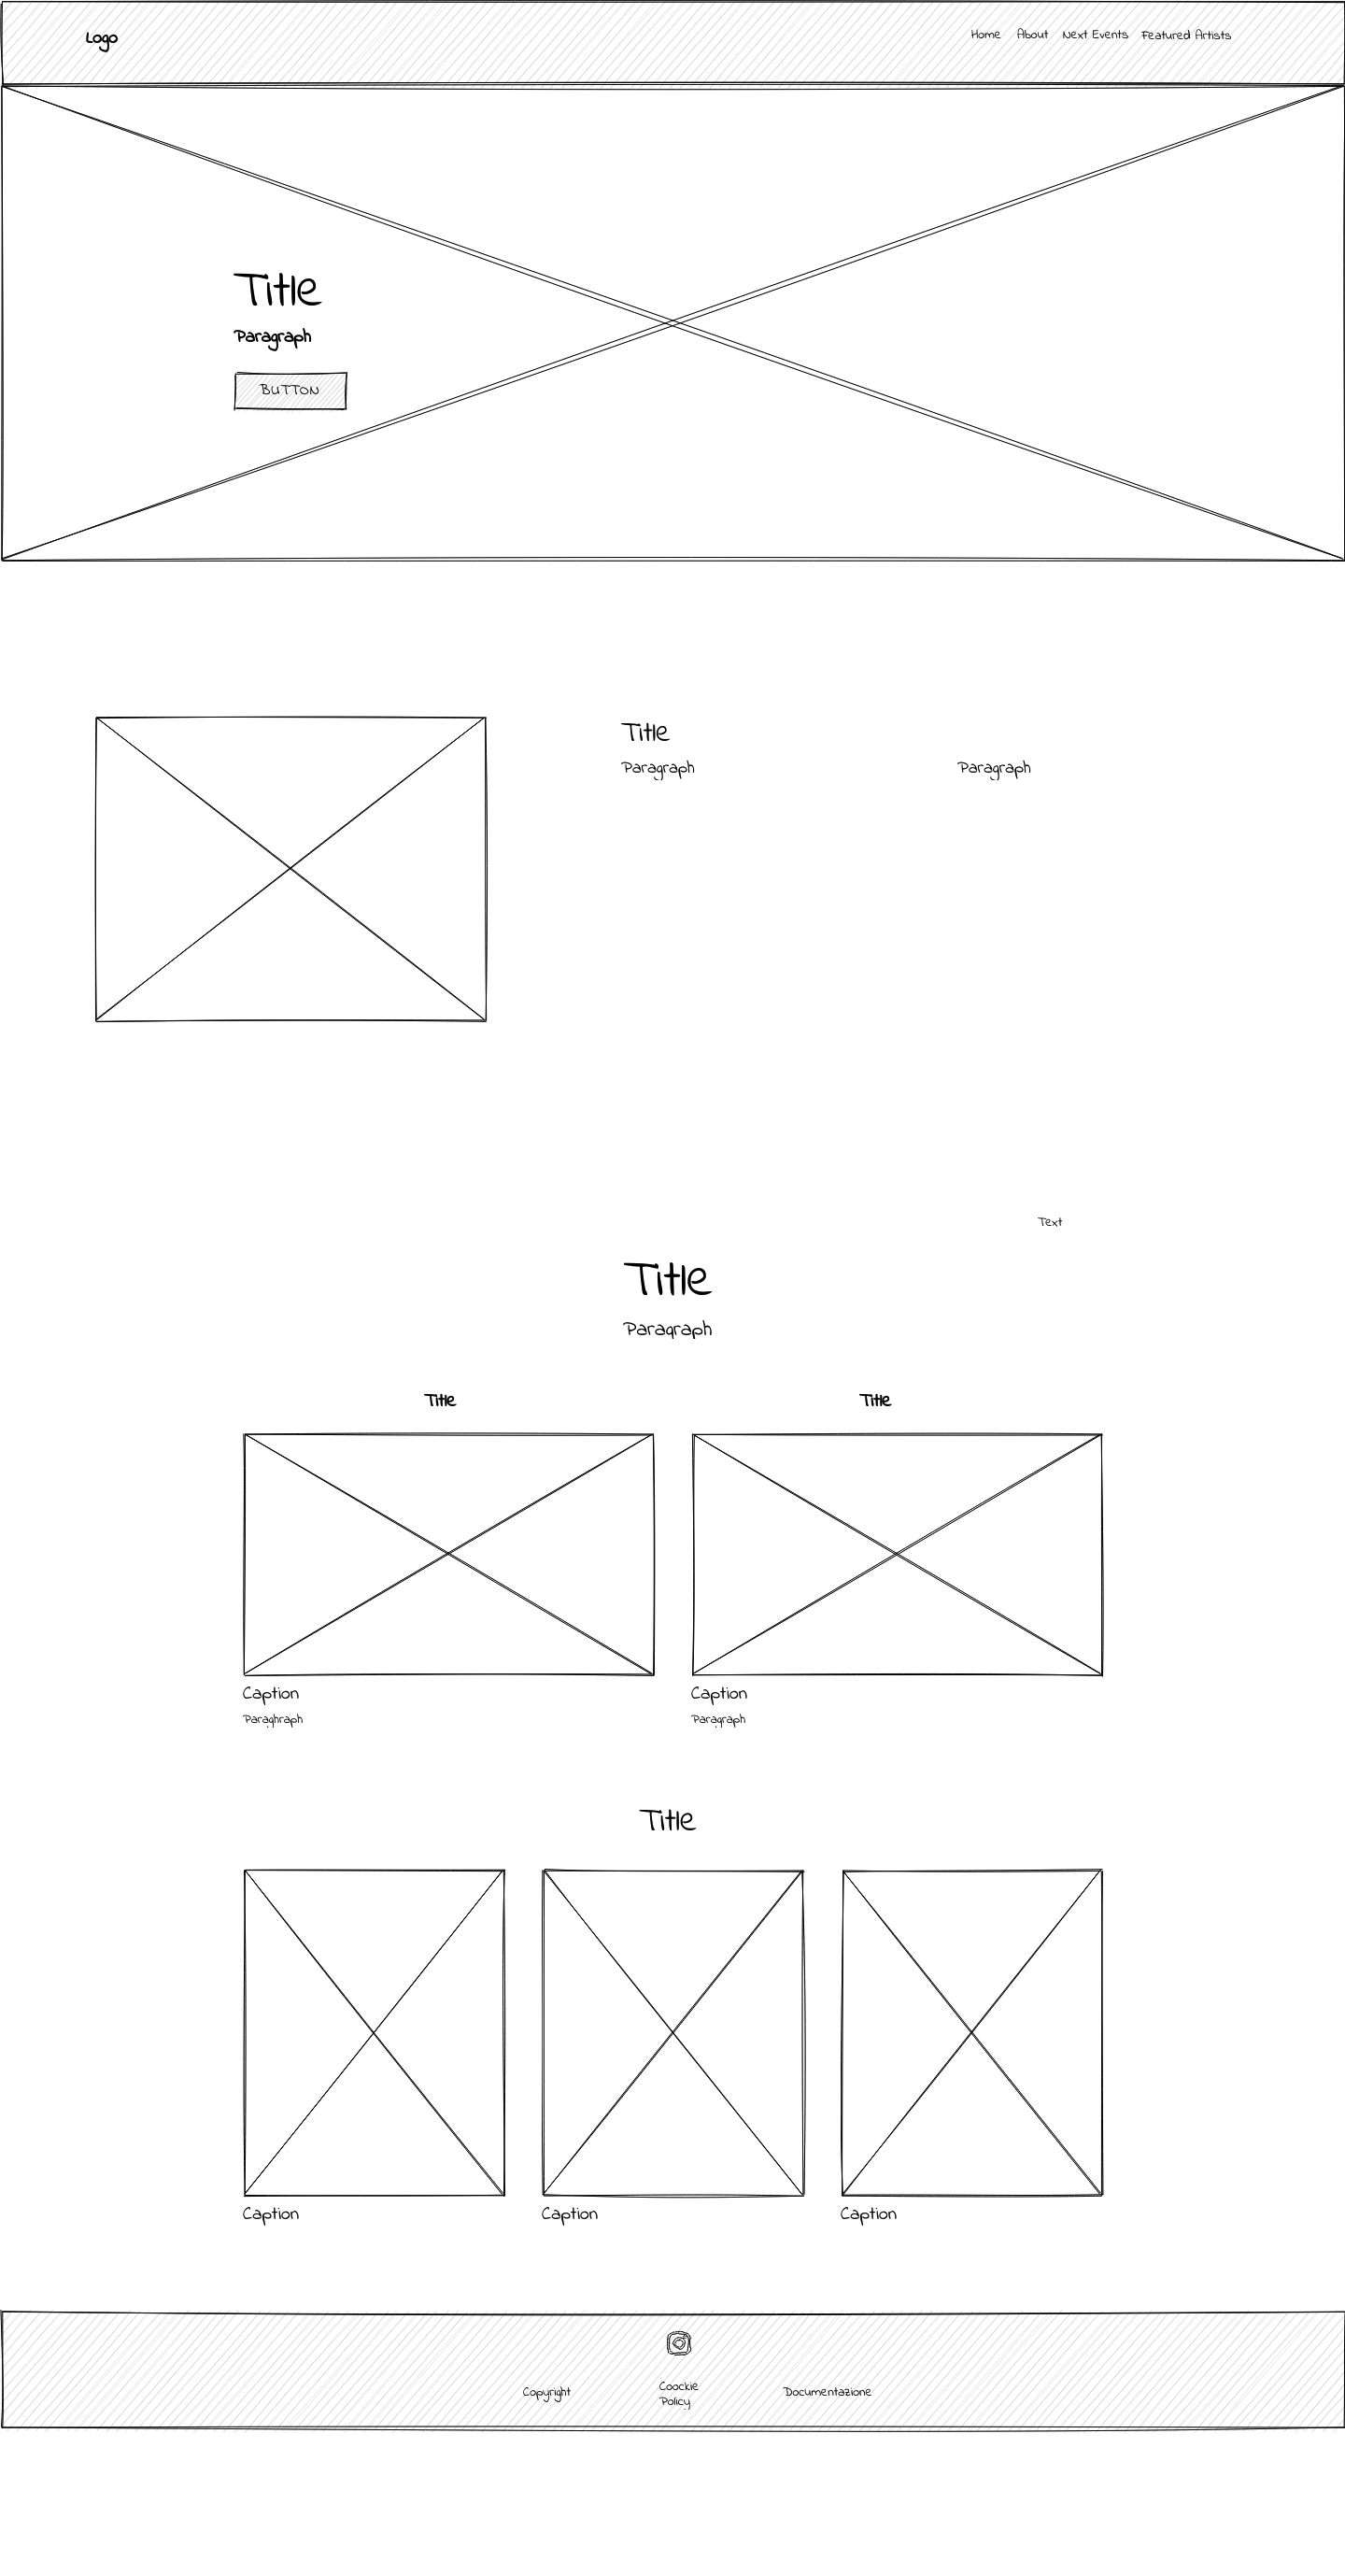 Logo
Home About Next Events Featured Artists
Title
Paragraph
BUTTON
Title
Paragraph Paragraph
Text
Title
Paragraph
Title Title
Caption Caption
Paraghraph Paragraph
Title
Caption Caption Caption
Copyright
Coockie
Policy
Documentazione